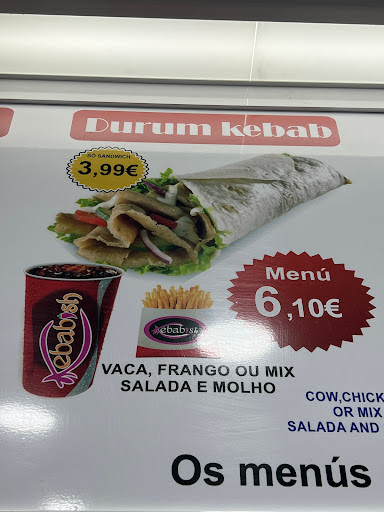 Durum kebab
SÓ SANDWICH
3,99€
Menú
6,10€
kebabish
kebabish
VACA, FRANGO OU MIX
SALADA E MOLHO
COW,CHICK
OR MIX
SALADA AND
Os menús